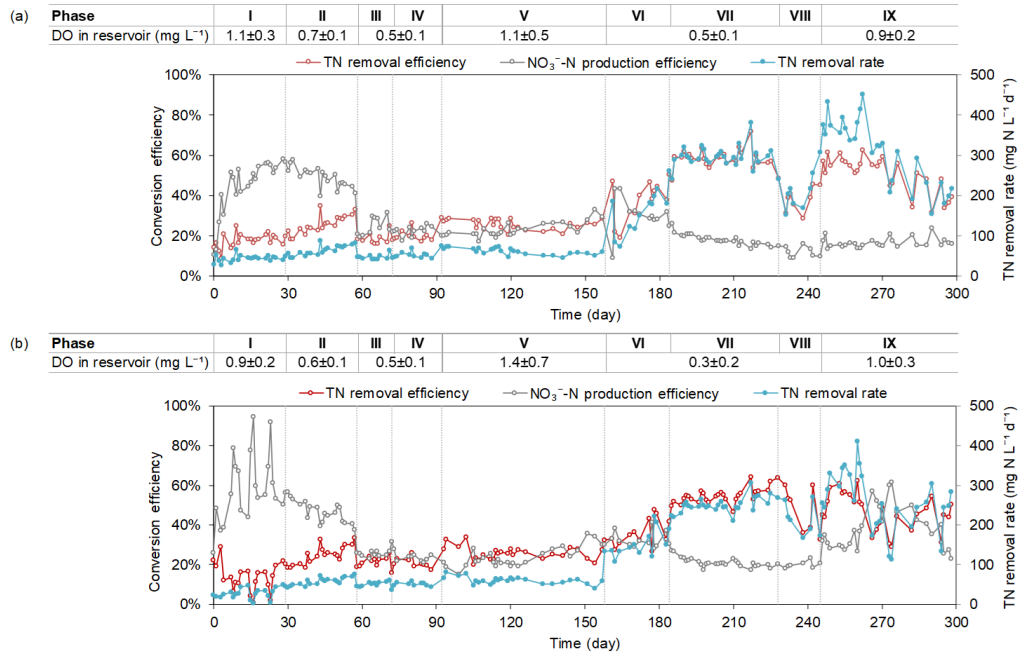 (a) Phase I II III IV V VI VII VIII IX
DO in reservoir (mg L⁻¹) 1.1±0.3 0.7±0.1 0.5±0.1 1.1±0.5 0.5±0.1 0.9±0.2
TN removal efficiency NO₃⁻-N production efficiency TN removal rate
100% 500
80% 400
60% 300
40% 200
20% 100
0% 0
Conversion efficiency
TN removal rate (mg N L⁻¹ d⁻¹)
0 30 60 90 120 150 180 210 240 270 300
Time (day)
(b) Phase I II III IV V VI VII VIII IX
DO in reservoir (mg L⁻¹) 0.9±0.2 0.6±0.1 0.5±0.1 1.4±0.7 0.3±0.2 1.0±0.3
TN removal efficiency NO₃⁻-N production efficiency TN removal rate
100% 500
80% 400
60% 300
40% 200
20% 100
0% 0
Conversion efficiency
TN removal rate (mg N L⁻¹ d⁻¹)
0 30 60 90 120 150 180 210 240 270 300
Time (day)